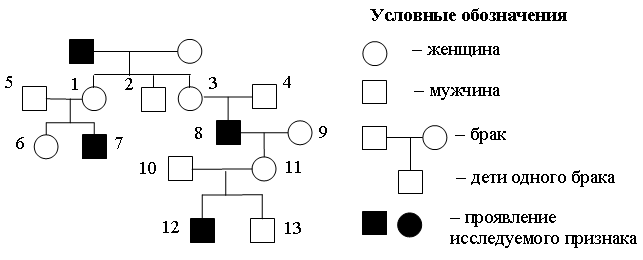 Условные обозначения
– женщина
– мужчина
– брак
– дети одного брака
– проявление
исследуемого признака
5 1 2 3 4
6 7 8 9
10 11
12 13